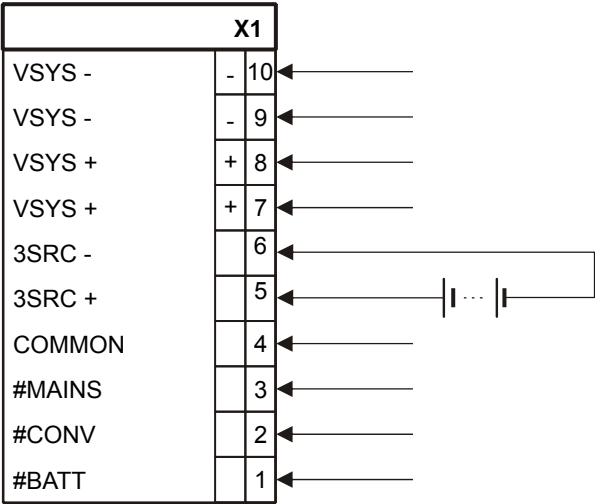 X1
VSYS - - 10
VSYS - - 9
VSYS + + 8
VSYS + + 7
3SRC - 6
3SRC + 5
COMMON 4
#MAINS 3
#CONV 2
#BATT 1